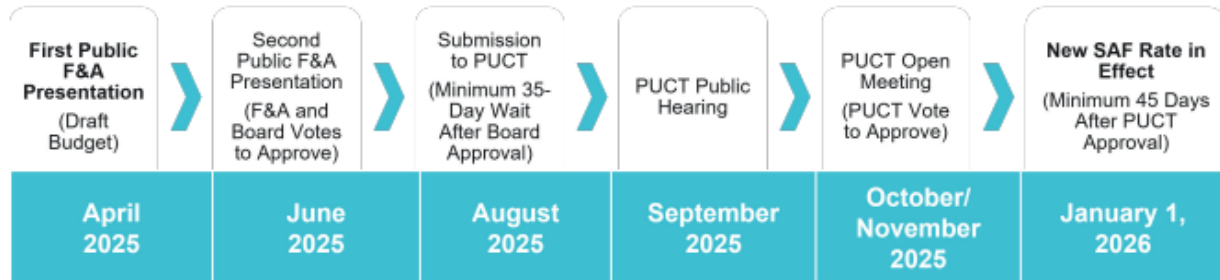 First Public
F&A
Presentation
(Draft
Budget)
Second
Public F&A
Presentation
(F&A and
Board Votes
to Approve)
Submission
to PUCT
(Minimum 35-
Day Wait
After Board
Approval)
PUCT Public
Hearing
PUCT Open
Meeting
(PUCT Vote
to Approve)
New SAF Rate in
Effect
(Minimum 45 Days
After PUCT
Approval)
April
2025
June
2025
August
2025
September
2025
October/
November
2025
January 1,
2026